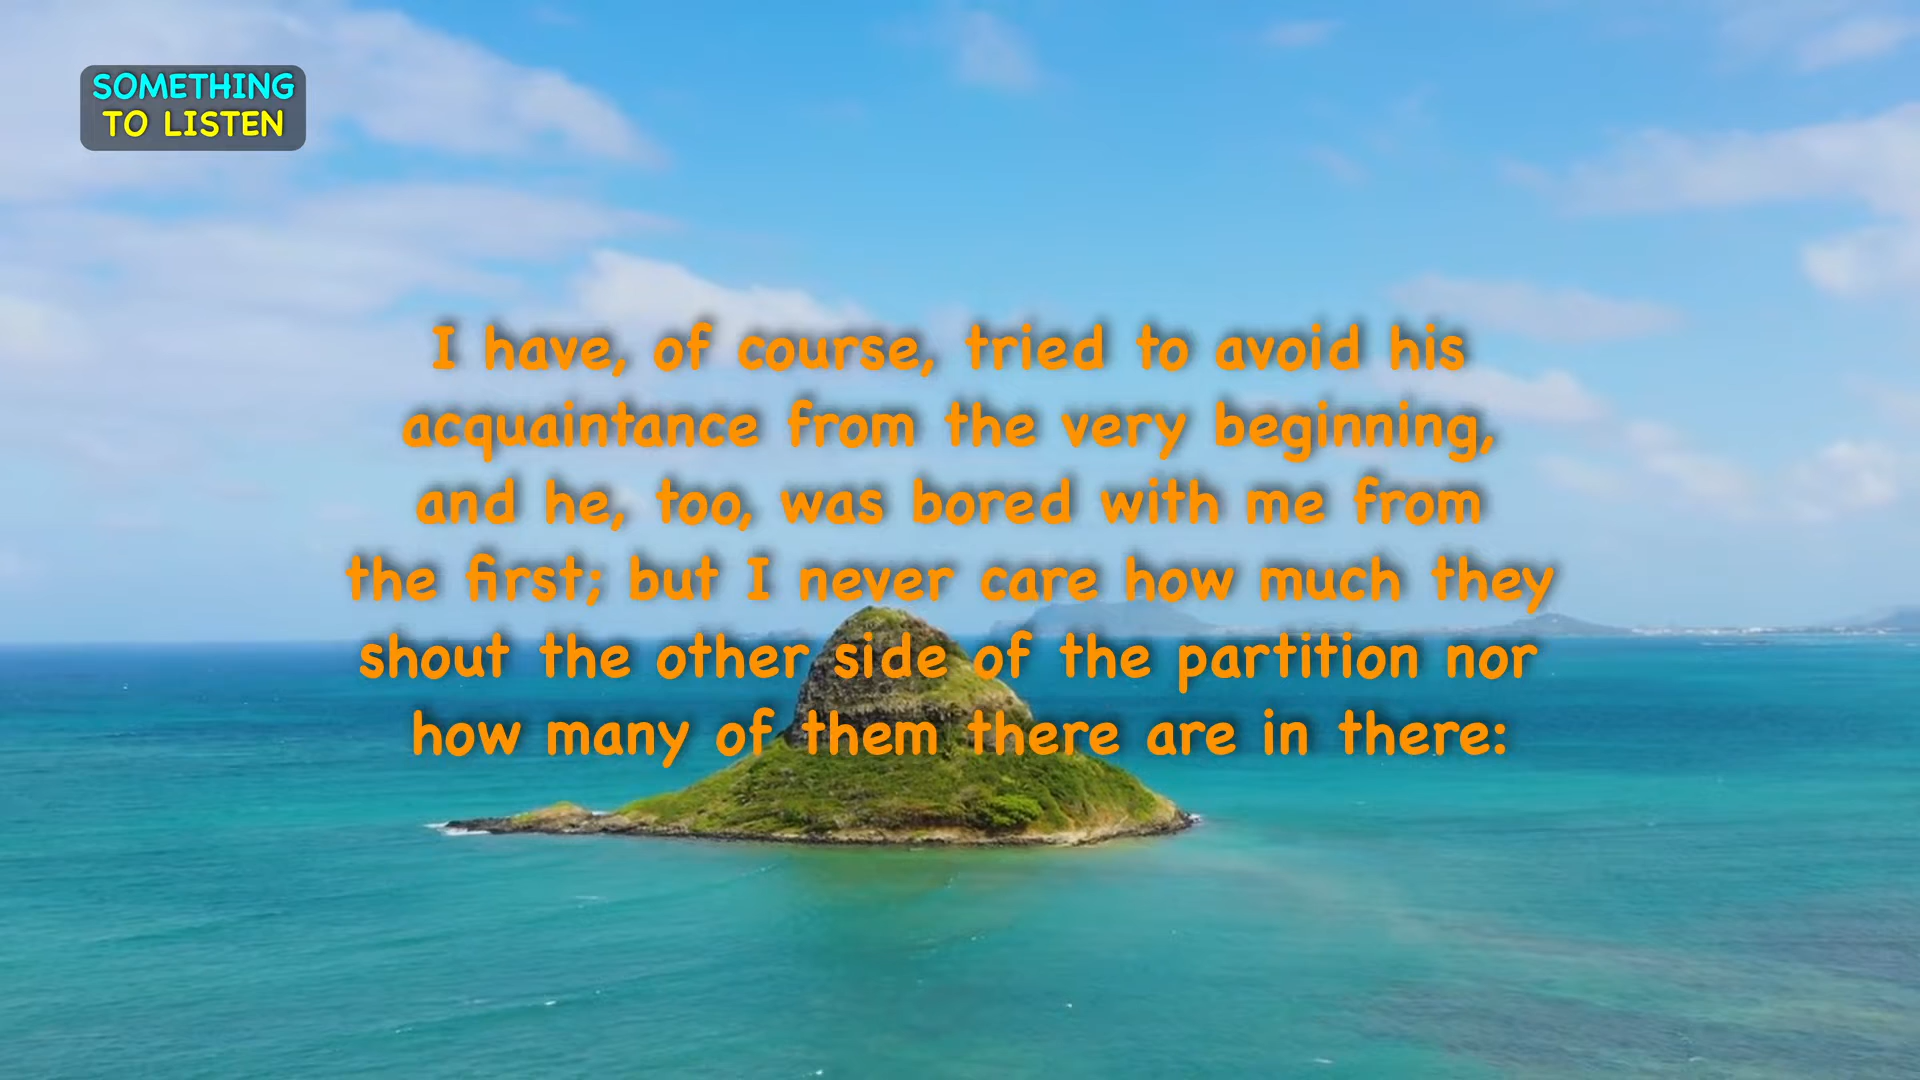 SOMETHING
TO LISTEN
I have, of course, tried to avoid his
acquaintance from the very beginning,
and he, too, was bored with me from
the first; but I never care how much they
shout the other side of the partition nor
how many of them there are in there: